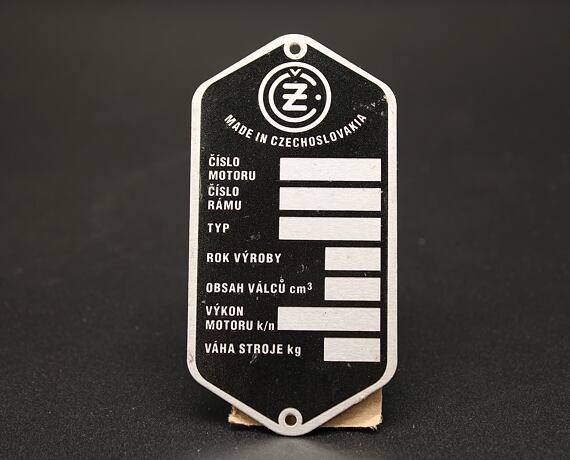 ČZ
MADE IN CZECHOSLOVAKIA
ČÍSLO
MOTORU
ČÍSLO
RÁMU
TYP
ROK VÝROBY
OBSAH VÁLCŮ cm³
VÝKON
MOTORU k/n
VÁHA STROJE kg